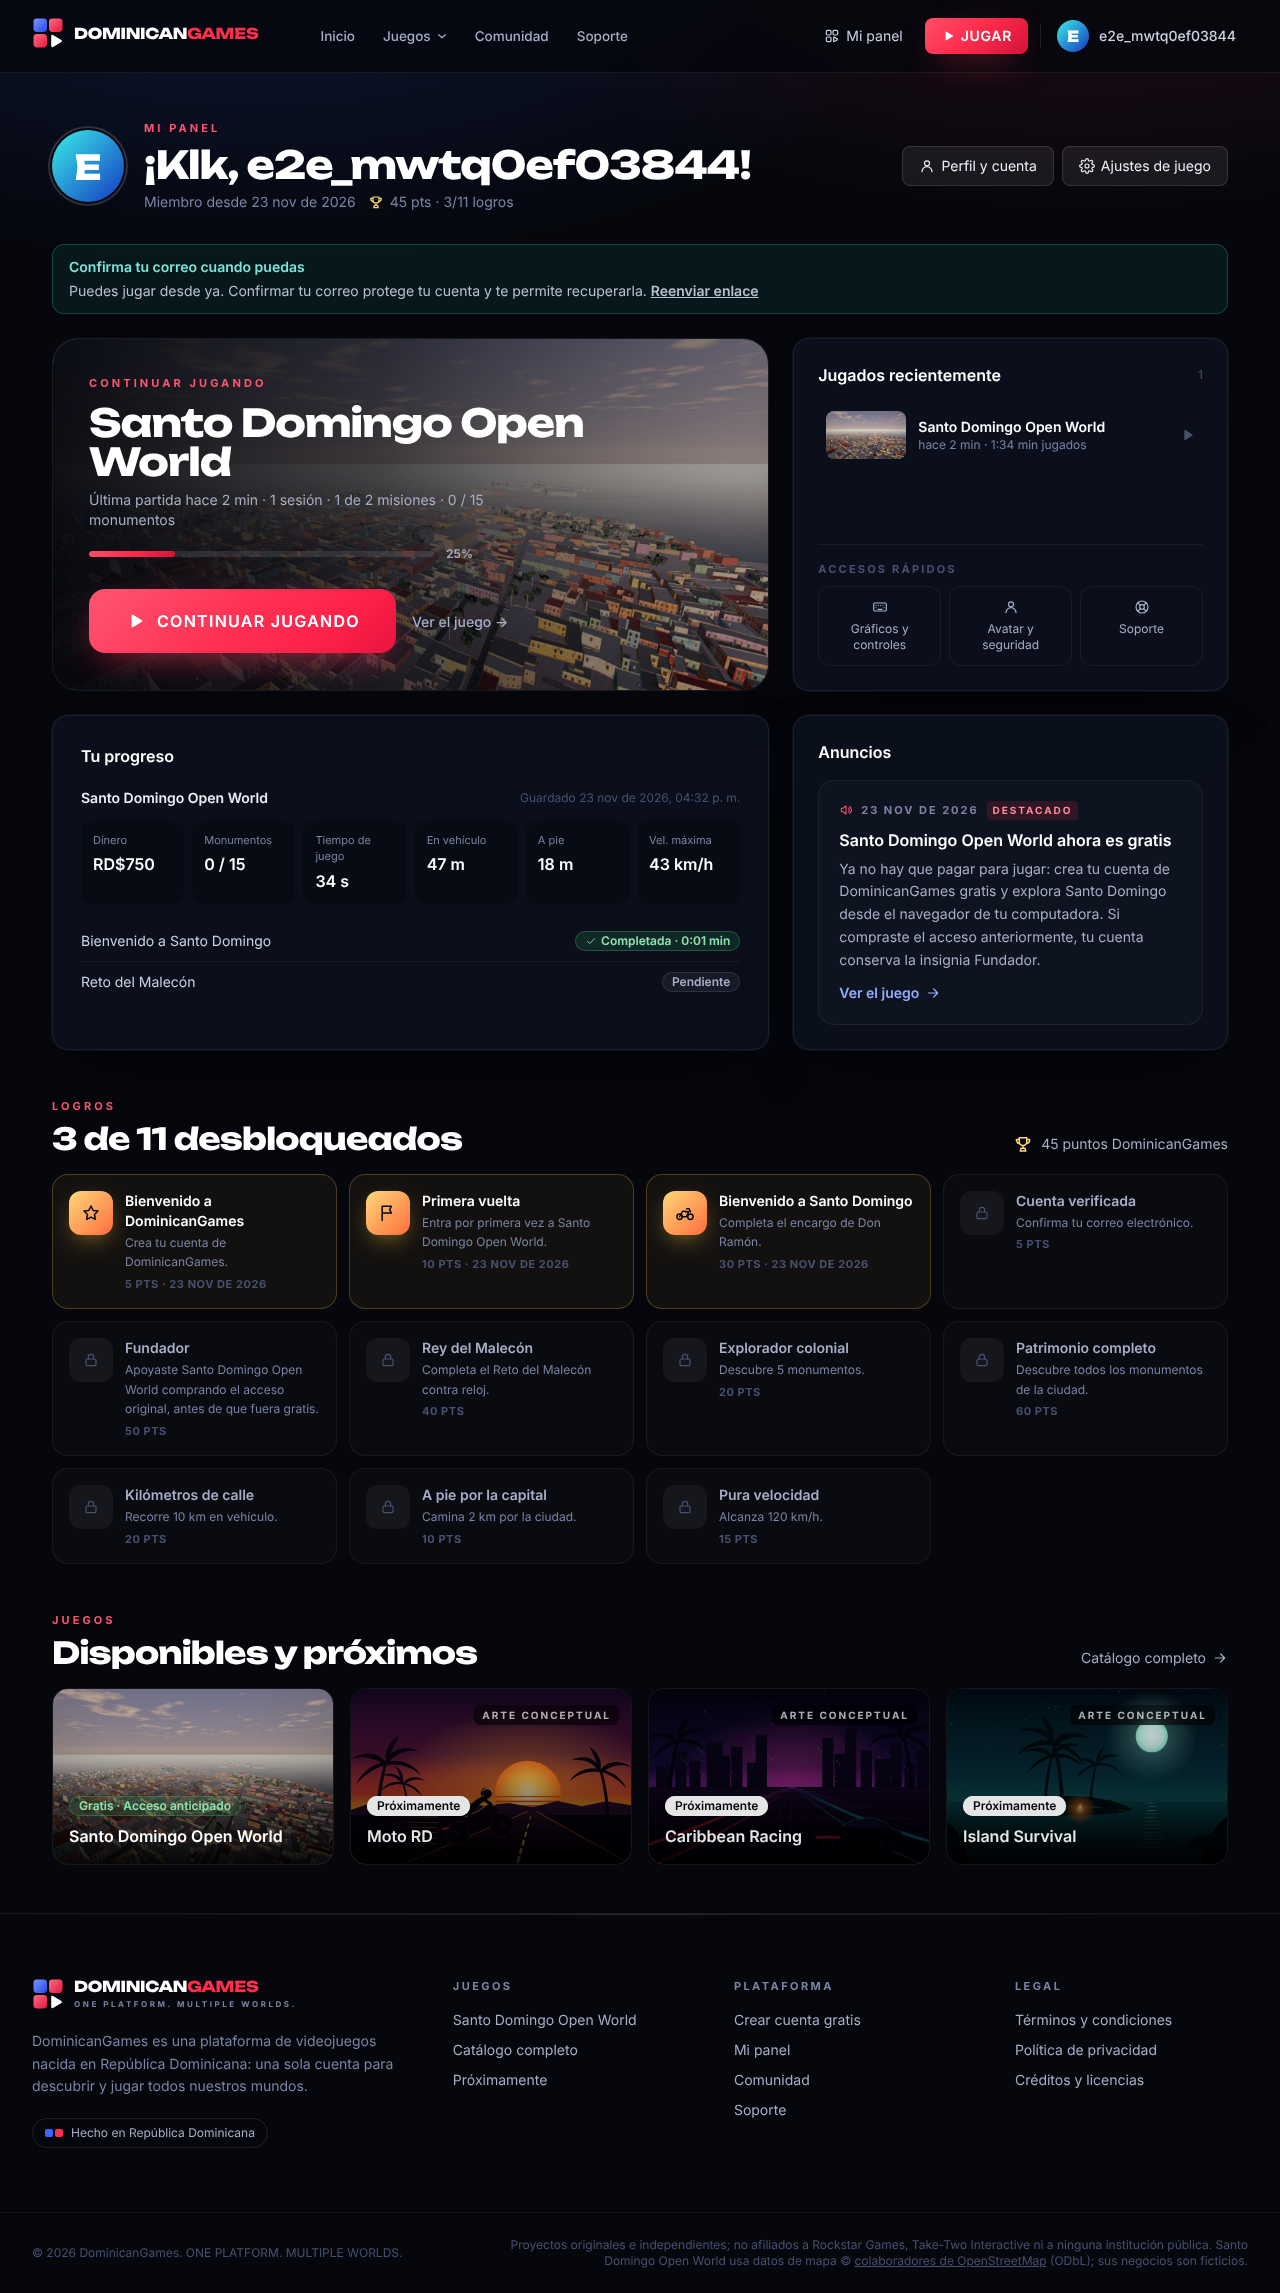 DOMINICANGAMES
Inicio
Juegos
Comunidad
Soporte
Mi panel
JUGAR
E
e2e_mwtq0ef03844
E
MI PANEL
¡Klk, e2e_mwtq0ef03844!
Miembro desde 23 nov de 2026
45 pts · 3/11 logros
Perfil y cuenta
Ajustes de juego
Confirma tu correo cuando puedas
Puedes jugar desde ya. Confirmar tu correo protege tu cuenta y te permite recuperarla. Reenviar enlace
CONTINUAR JUGANDO
Santo Domingo Open
World
Última partida hace 2 min · 1 sesión · 1 de 2 misiones · 0 / 15
monumentos
25%
CONTINUAR JUGANDO
Ver el juego →
Jugados recientemente
1
Santo Domingo Open World
hace 2 min · 1:34 min jugados
ACCESOS RÁPIDOS
Gráficos y
controles
Avatar y
seguridad
Soporte
Tu progreso
Santo Domingo Open World
Guardado 23 nov de 2026, 04:32 p. m.
Dinero
RD$750
Monumentos
0 / 15
Tiempo de
juego
34 s
En vehículo
47 m
A pie
18 m
Vel. máxima
43 km/h
Bienvenido a Santo Domingo
Completada · 0:01 min
Reto del Malecón
Pendiente
Anuncios
23 NOV DE 2026
DESTACADO
Santo Domingo Open World ahora es gratis
Ya no hay que pagar para jugar: crea tu cuenta de
DominicanGames gratis y explora Santo Domingo
desde el navegador de tu computadora. Si
compraste el acceso anteriormente, tu cuenta
conserva la insignia Fundador.
Ver el juego →
LOGROS
3 de 11 desbloqueados
45 puntos DominicanGames
Bienvenido a
DominicanGames
Crea tu cuenta de
DominicanGames.
5 PTS · 23 NOV DE 2026
Primera vuelta
Entra por primera vez a Santo
Domingo Open World.
10 PTS · 23 NOV DE 2026
Bienvenido a Santo Domingo
Completa el encargo de Don
Ramón.
30 PTS · 23 NOV DE 2026
Cuenta verificada
Confirma tu correo electrónico.
5 PTS
Fundador
Apoyaste Santo Domingo Open
World comprando el acceso
original, antes de que fuera gratis.
50 PTS
Rey del Malecón
Completa el Reto del Malecón
contra reloj.
40 PTS
Explorador colonial
Descubre 5 monumentos.
20 PTS
Patrimonio completo
Descubre todos los monumentos
de la ciudad.
60 PTS
Kilómetros de calle
Recorre 10 km en vehículo.
20 PTS
A pie por la capital
Camina 2 km por la ciudad.
10 PTS
Pura velocidad
Alcanza 120 km/h.
15 PTS
JUEGOS
Disponibles y próximos
Catálogo completo →
Gratis · Acceso anticipado
Santo Domingo Open World
ARTE CONCEPTUAL
Próximamente
Moto RD
ARTE CONCEPTUAL
Próximamente
Caribbean Racing
ARTE CONCEPTUAL
Próximamente
Island Survival
DOMINICANGAMES
ONE PLATFORM. MULTIPLE WORLDS.
DominicanGames es una plataforma de videojuegos
nacida en República Dominicana: una sola cuenta para
descubrir y jugar todos nuestros mundos.
Hecho en República Dominicana
JUEGOS
Santo Domingo Open World
Catálogo completo
Próximamente
PLATAFORMA
Crear cuenta gratis
Mi panel
Comunidad
Soporte
LEGAL
Términos y condiciones
Política de privacidad
Créditos y licencias
© 2026 DominicanGames. ONE PLATFORM. MULTIPLE WORLDS.
Proyectos originales e independientes; no afiliados a Rockstar Games, Take-Two Interactive ni a ninguna institución pública. Santo
Domingo Open World usa datos de mapa © colaboradores de OpenStreetMap (ODbL); sus negocios son ficticios.